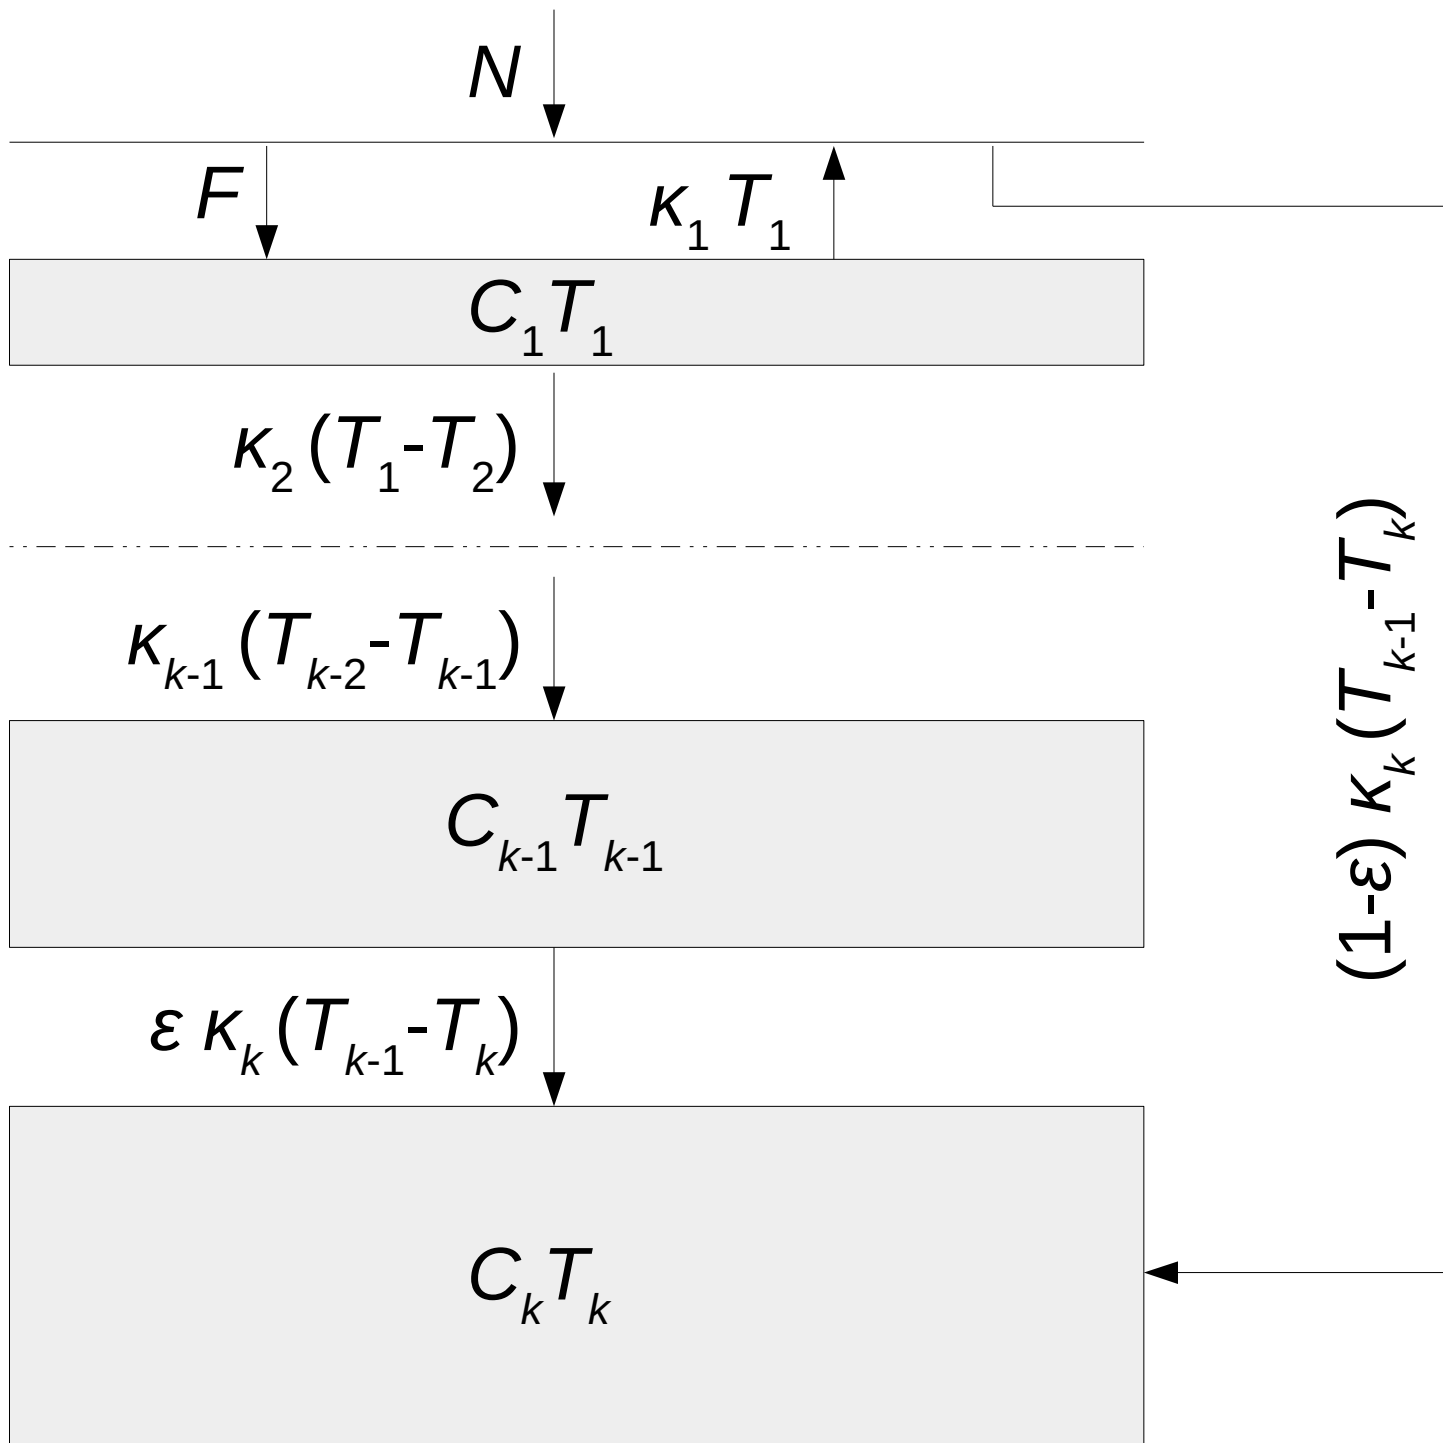 N
F
κ₁ T₁
C₁T₁
κ₂ (T₁-T₂)
κₖ₋₁ (Tₖ₋₂-Tₖ₋₁)
Cₖ₋₁Tₖ₋₁
ε κₖ (Tₖ₋₁-Tₖ)
CₖTₖ
(1-ε) κₖ (Tₖ₋₁-Tₖ)